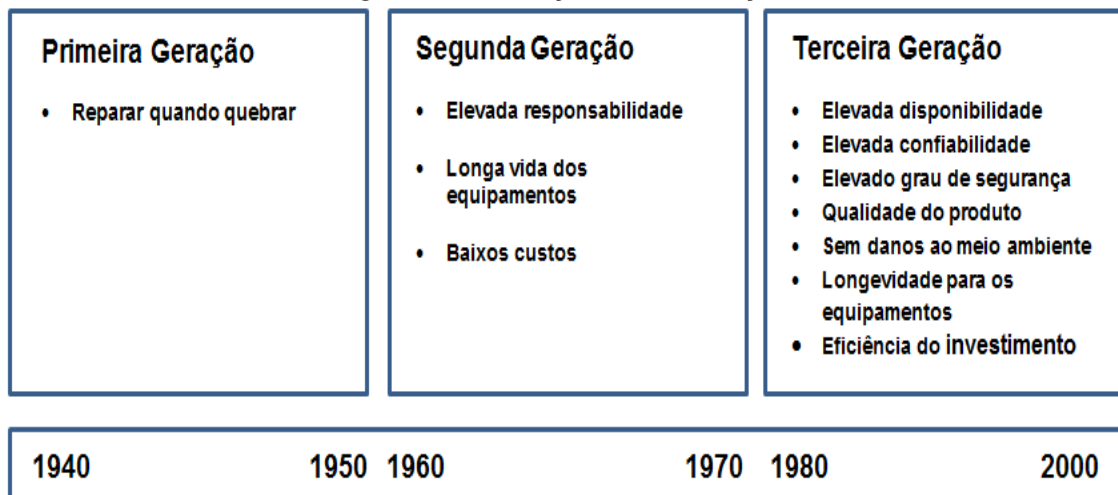 Primeira Geração
• Reparar quando quebrar
Segunda Geração
• Elevada responsabilidade
• Longa vida dos
equipamentos
• Baixos custos
Terceira Geração
• Elevada disponibilidade
• Elevada confiabilidade
• Elevado grau de segurança
• Qualidade do produto
• Sem danos ao meio ambiente
• Longevidade para os
equipamentos
• Eficiência do investimento
1940 1950 1960 1970 1980 2000